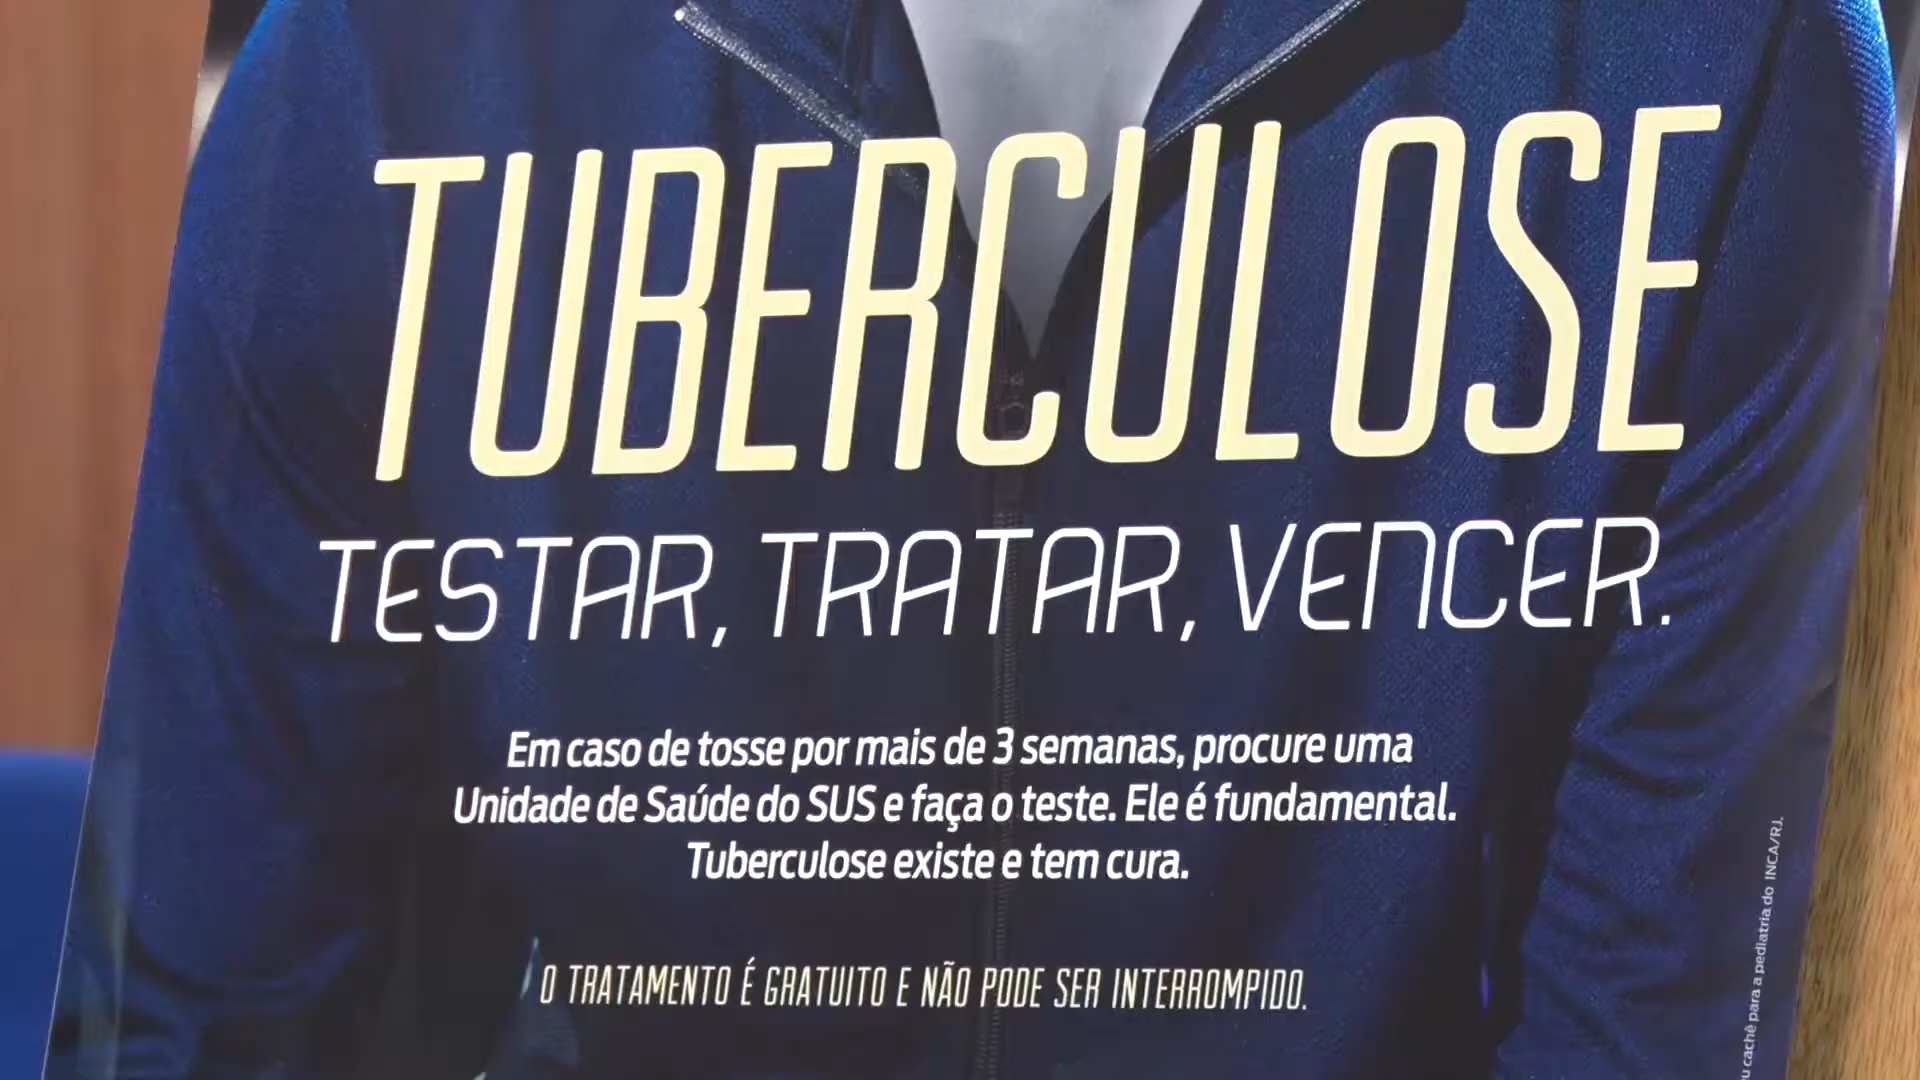 TUBERCULOSE
TESTAR, TRATAR, VENCER.
Em caso de tosse por mais de 3 semanas, procure uma
Unidade de Saúde do SUS e faça o teste. Ele é fundamental.
Tuberculose existe e tem cura.
O TRATAMENTO É GRATUITO E NÃO PODE SER INTERROMPIDO.
cachê para a pediatria do INCA/RJ.